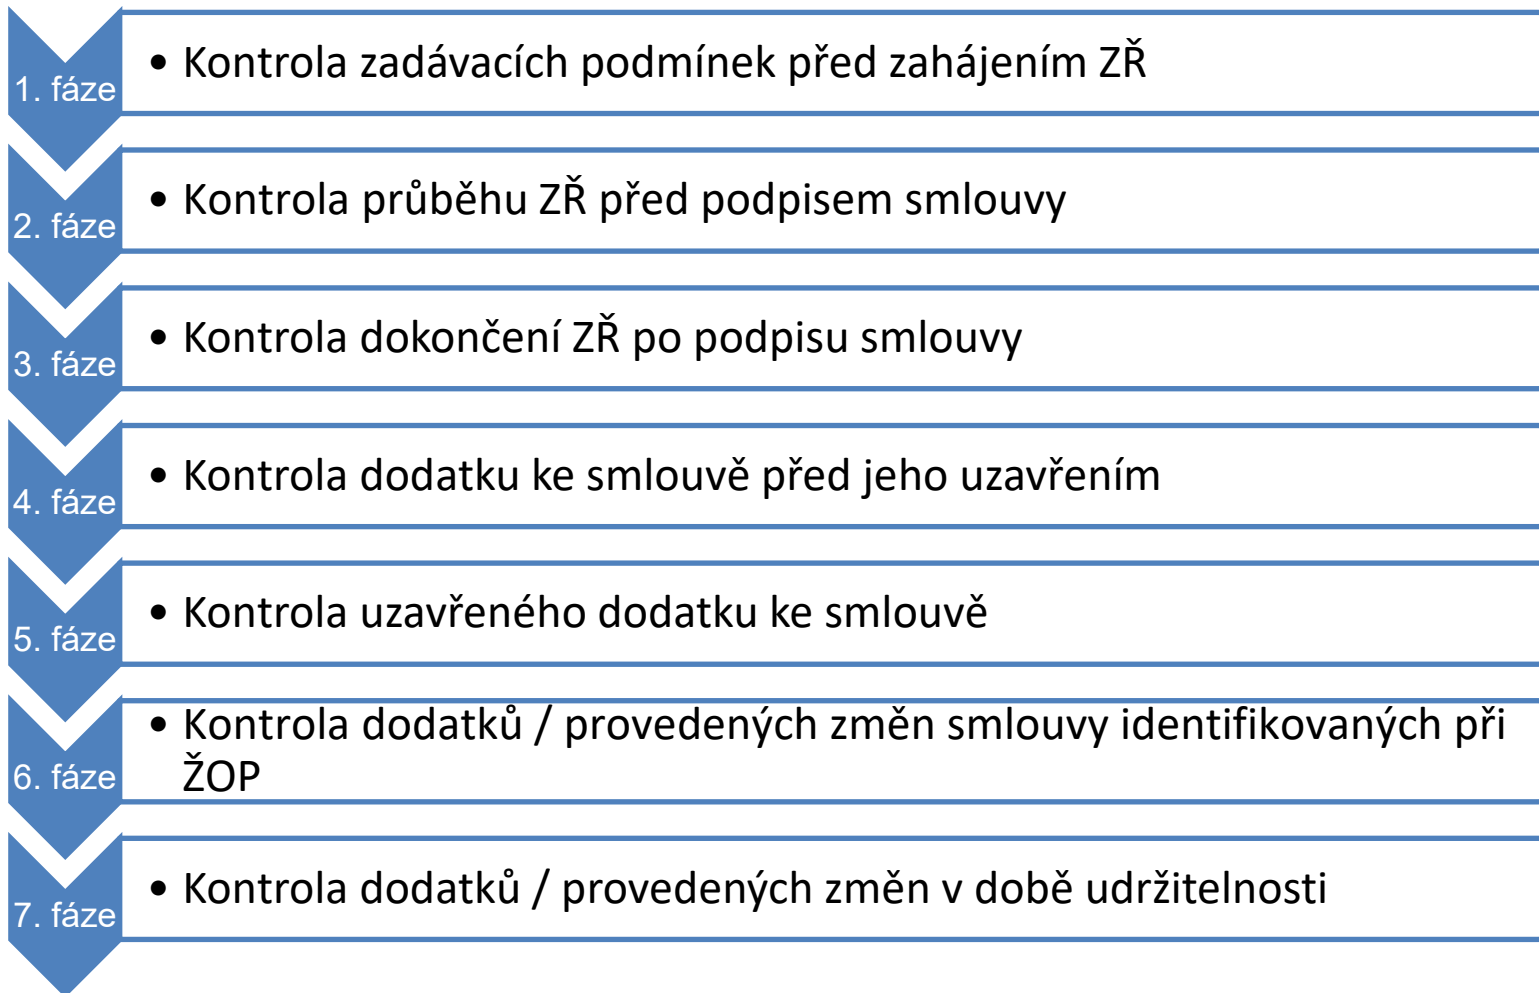 1. fáze
• Kontrola zadávacích podmínek před zahájením ZŘ
2. fáze
• Kontrola průběhu ZŘ před podpisem smlouvy
3. fáze
• Kontrola dokončení ZŘ po podpisu smlouvy
4. fáze
• Kontrola dodatku ke smlouvě před jeho uzavřením
5. fáze
• Kontrola uzavřeného dodatku ke smlouvě
6. fáze
• Kontrola dodatků / provedených změn smlouvy identifikovaných při
ŽOP
7. fáze
• Kontrola dodatků / provedených změn v době udržitelnosti